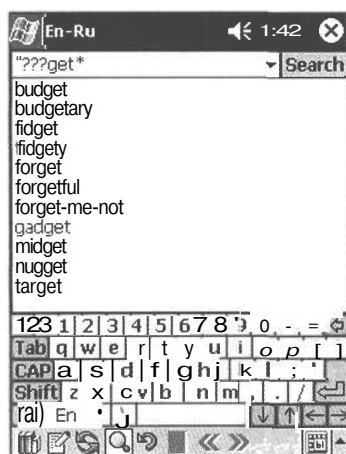 En-Ru 1:42
"???get* Search
budget
budgetary
fidget
fidgety
forget
forgetful
forget-me-not
gadget
midget
nugget
target
123 1 2 3 4 5 6 7 8 9 0 - =
Tab q w e r t y u i o p [ ]
CAP a s d f g h j k l ; '
Shift z x c v b n m , . /
En